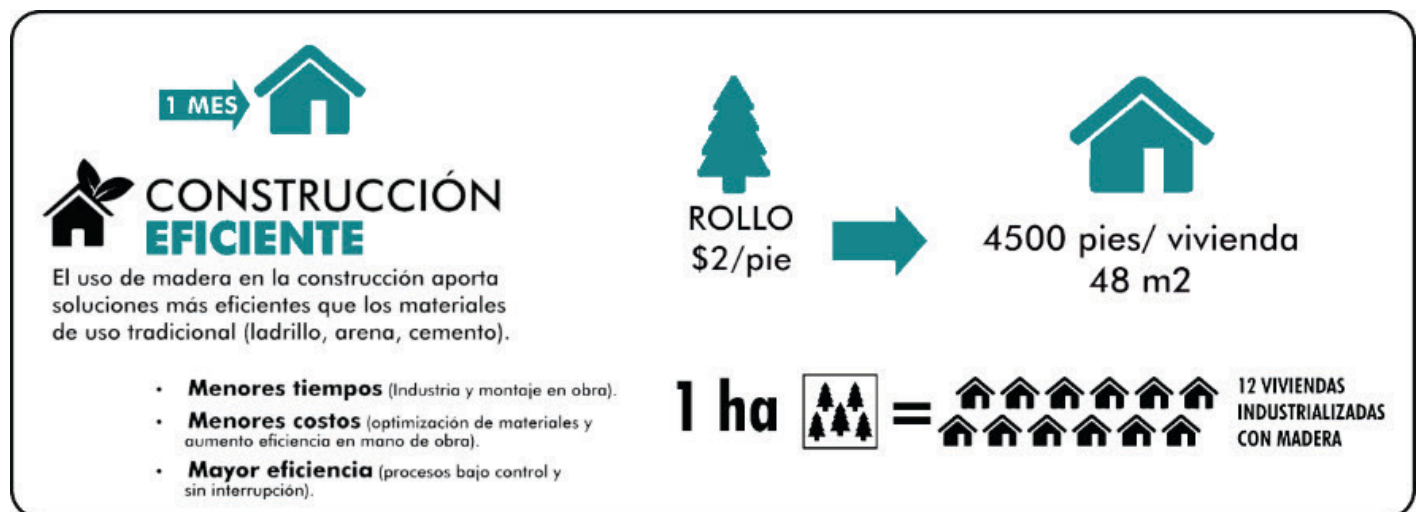 1 MES
CONSTRUCCIÓN
EFICIENTE
El uso de madera en la construcción aporta
soluciones más eficientes que los materiales
de uso tradicional (ladrillo, arena, cemento).
• Menores tiempos (Industria y montaje en obra).
• Menores costos (optimización de materiales y
aumento eficiencia en mano de obra).
• Mayor eficiencia (procesos bajo control y
sin interrupción).
ROLLO
$2/pie
4500 pies/ vivienda
48 m2
1 ha =
12 VIVIENDAS
INDUSTRIALIZADAS
CON MADERA